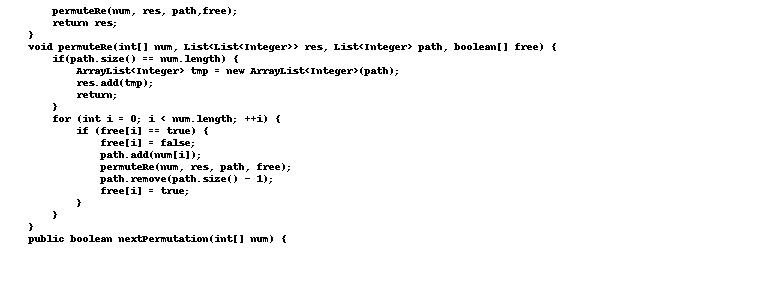 permuteRe(num, res, path,free);
return res;
}
void permuteRe(int[] num, List<List<Integer>> res, List<Integer> path, boolean[] free) {
if(path.size() == num.length) {
ArrayList<Integer> tmp = new ArrayList<Integer>(path);
res.add(tmp);
return;
}
for (int i = 0; i < num.length; ++i) {
if (free[i] == true) {
free[i] = false;
path.add(num[i]);
permuteRe(num, res, path, free);
path.remove(path.size() - 1);
free[i] = true;
}
}
}
public boolean nextPermutation(int[] num) {